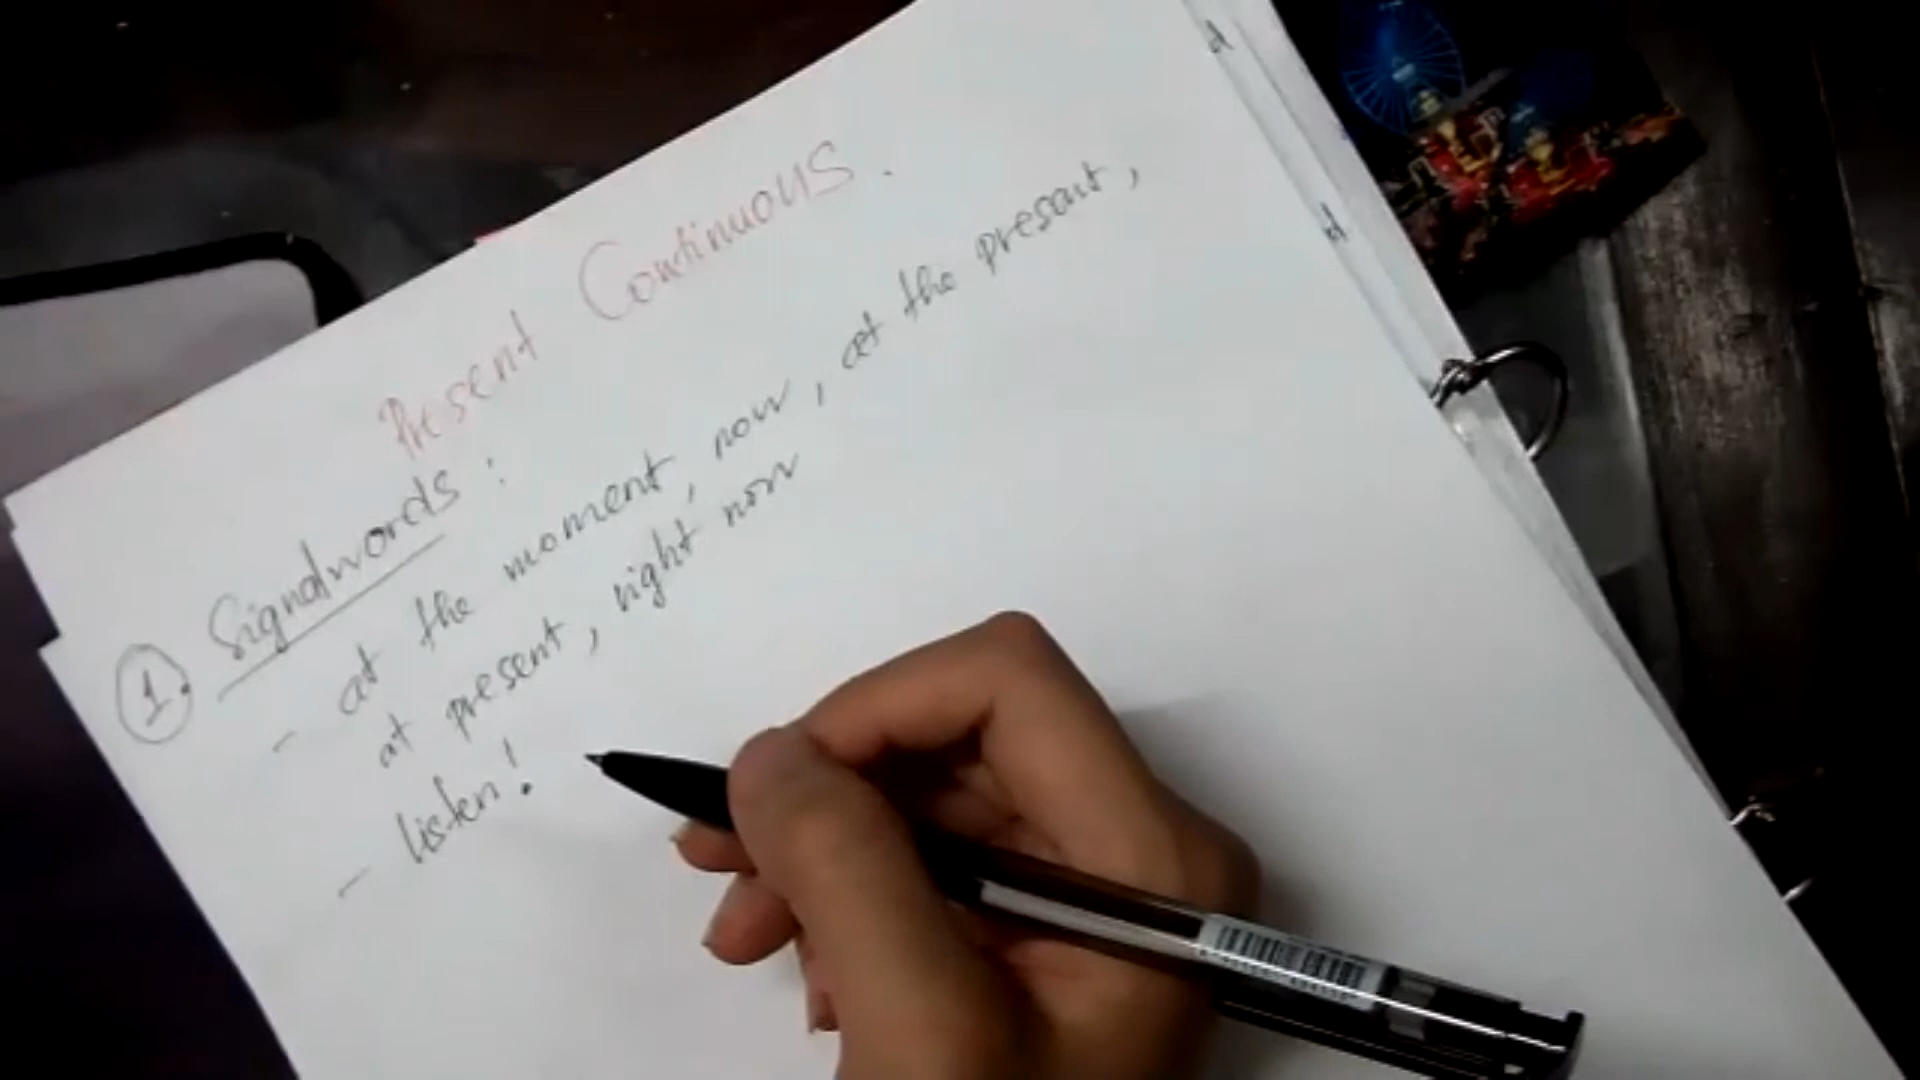 Present Continuous.
1. Signalwords:
- at the moment, now, at the present,
at present, right now
- listen!